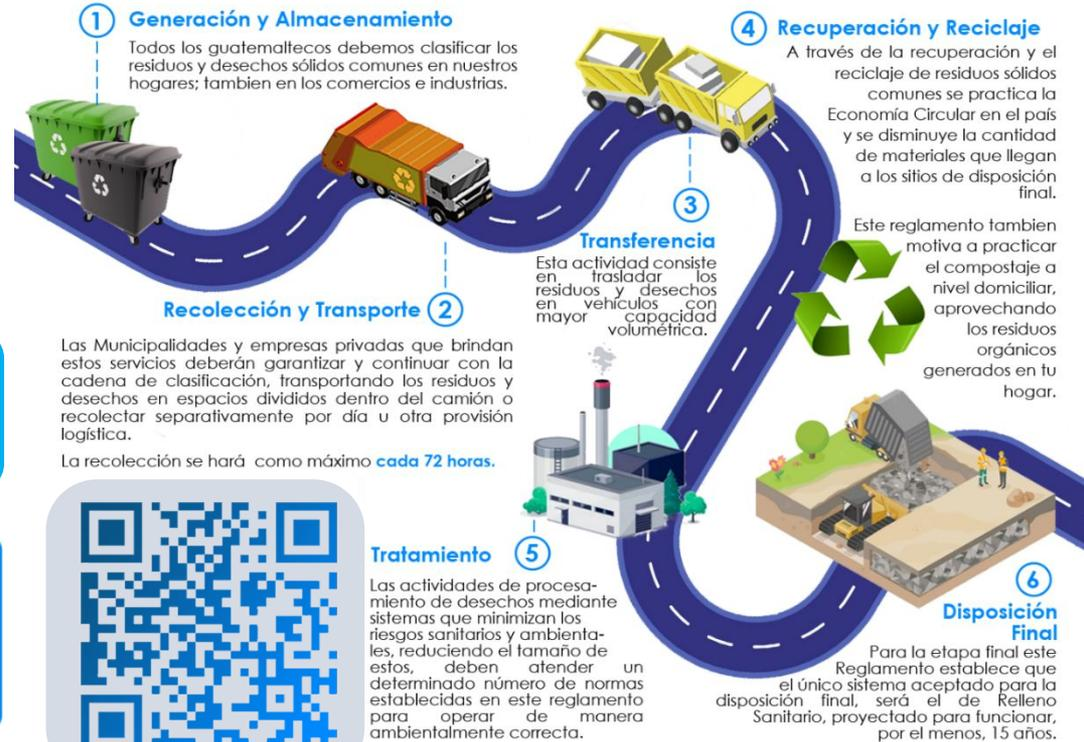 1
Generación y Almacenamiento
Todos los guatemaltecos debemos clasificar los
residuos y desechos sólidos comunes en nuestros
hogares; tambien en los comercios e industrias.
Recolección y Transporte 2
Las Municipalidades y empresas privadas que brindan
estos servicios deberán garantizar y continuar con la
cadena de clasificación, transportando los residuos y
desechos en espacios divididos dentro del camión o
recolectar separativamente por día u otra provisión
logística.
La recolección se hará como máximo cada 72 horas.
3
Transferencia
Esta actividad consiste
en trasladar los
residuos y desechos
en vehículos con
mayor capacidad
volumétrica.
4 Recuperación y Reciclaje
A través de la recuperación y el
reciclaje de residuos sólidos
comunes se practica la
Economía Circular en el país
y se disminuye la cantidad
de materiales que llegan
a los sitios de disposición
final.
Este reglamento tambien
motiva a practicar
el compostaje a
nivel domiciliar,
aprovechando
los residuos
orgánicos
generados en tu
hogar.
Tratamiento 5
Las actividades de procesa-
miento de desechos mediante
sistemas que minimizan los
riesgos sanitarios y ambienta-
les, reduciendo el tamaño de
estos, deben atender un
determinado número de normas
establecidas en este reglamento
para operar de manera
ambientalmente correcta.
6
Disposición
Final
Para la etapa final este
Reglamento establece que
el único sistema aceptado para la
disposición final, será el de Relleno
Sanitario, proyectado para funcionar,
por el menos, 15 años.